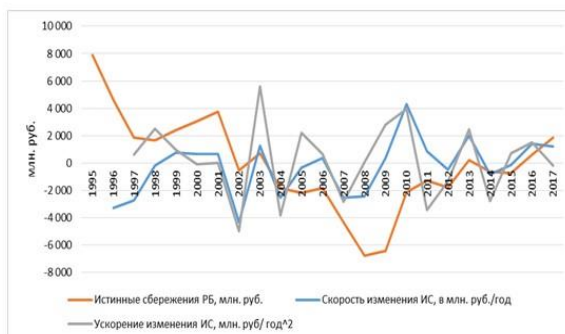 10 000
8 000
6 000
4 000
2 000
0
-2 000
-4 000
-6 000
-8 000
млн. руб.
1995 1996 1997 1998 1999 2000 2001 2002 2003 2004 2005 2006 2007 2008 2009 2010 2011 2012 2013 2014 2015 2016 2017
Истинные сбережения РБ, млн. руб. Скорость изменения ИС, в млн. руб./год
Ускорение изменения ИС, млн. руб/ год^2